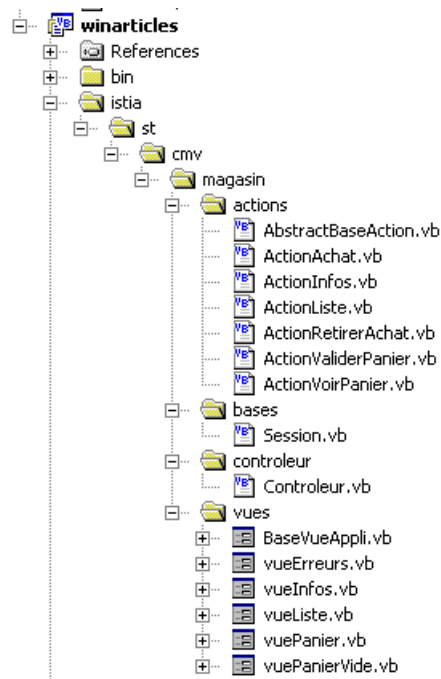 winarticles
References
bin
istia
st
cmv
magasin
actions
AbstractBaseAction.vb
ActionAchat.vb
ActionInfos.vb
ActionListe.vb
ActionRetirerAchat.vb
ActionValiderPanier.vb
ActionVoirPanier.vb
bases
Session.vb
controleur
Controleur.vb
vues
BaseVueAppli.vb
vueErreurs.vb
vueInfos.vb
vueListe.vb
vuePanier.vb
vuePanierVide.vb